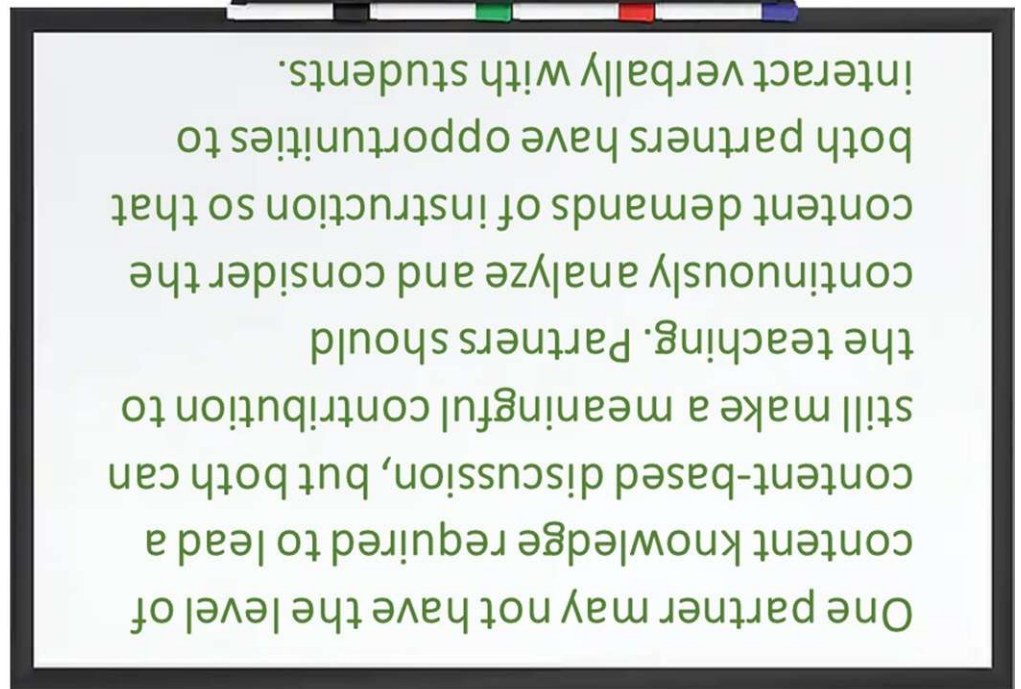 One partner may not have the level of
content knowledge required to lead a
content-based discussion, but both can
still make a meaningful contribution to
the teaching. Partners should
continuously analyze and consider the
content demands of instruction so that
both partners have opportunities to
interact verbally with students.